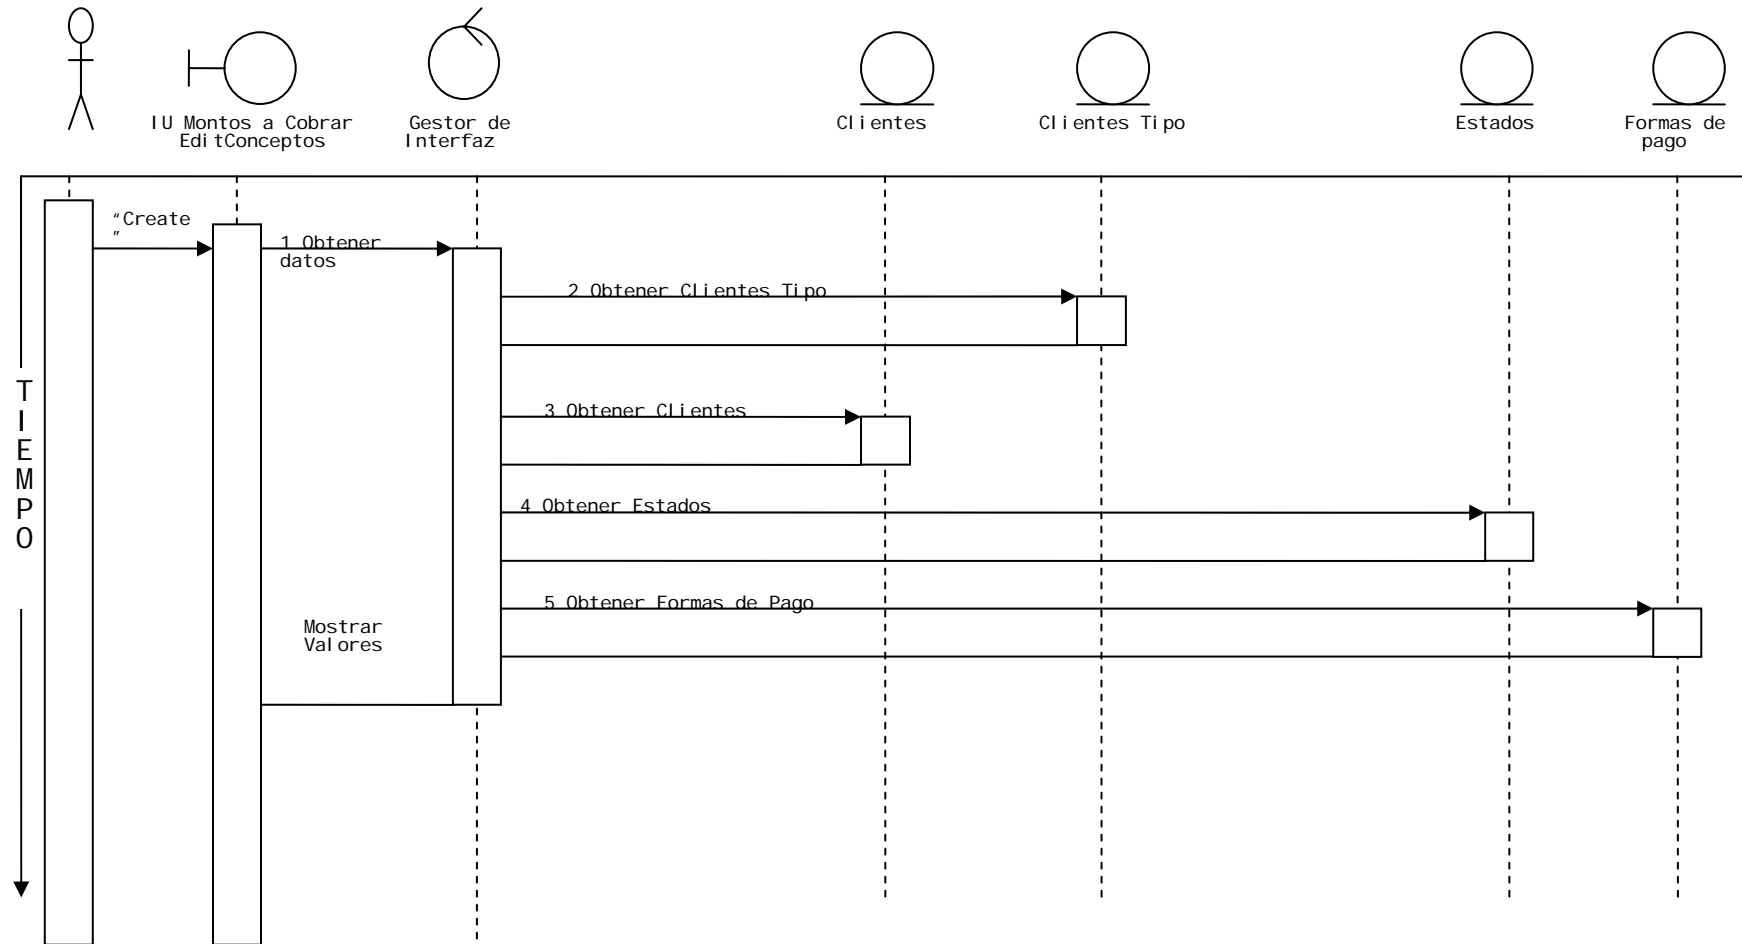 IU Montos a Cobrar
EditConceptos
Gestor de
Interfaz
Clientes
Clientes Tipo
Estados
Formas de
pago
“Create
”
1 Obtener
datos
2 Obtener Clientes Tipo
3 Obtener Clientes
4 Obtener Estados
5 Obtener Formas de Pago
Mostrar
Valores
T
I
E
M
P
O